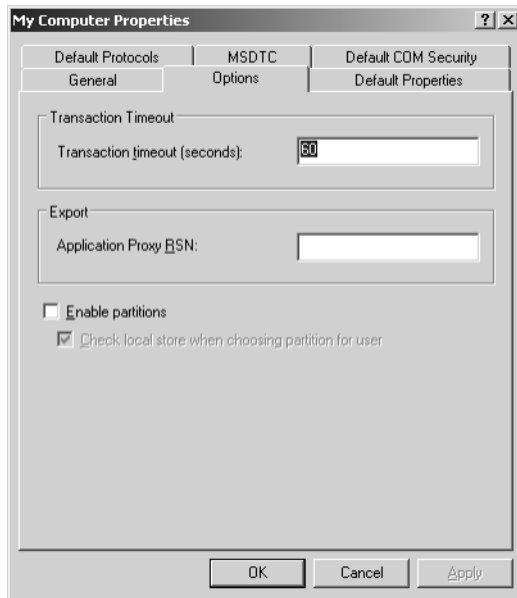 My Computer Properties
Default Protocols MSDTC Default COM Security
General Options Default Properties
Transaction Timeout
Transaction timeout (seconds): 60
Export
Application Proxy RSN:
Enable partitions
Check local store when choosing partition for user
OK Cancel Apply